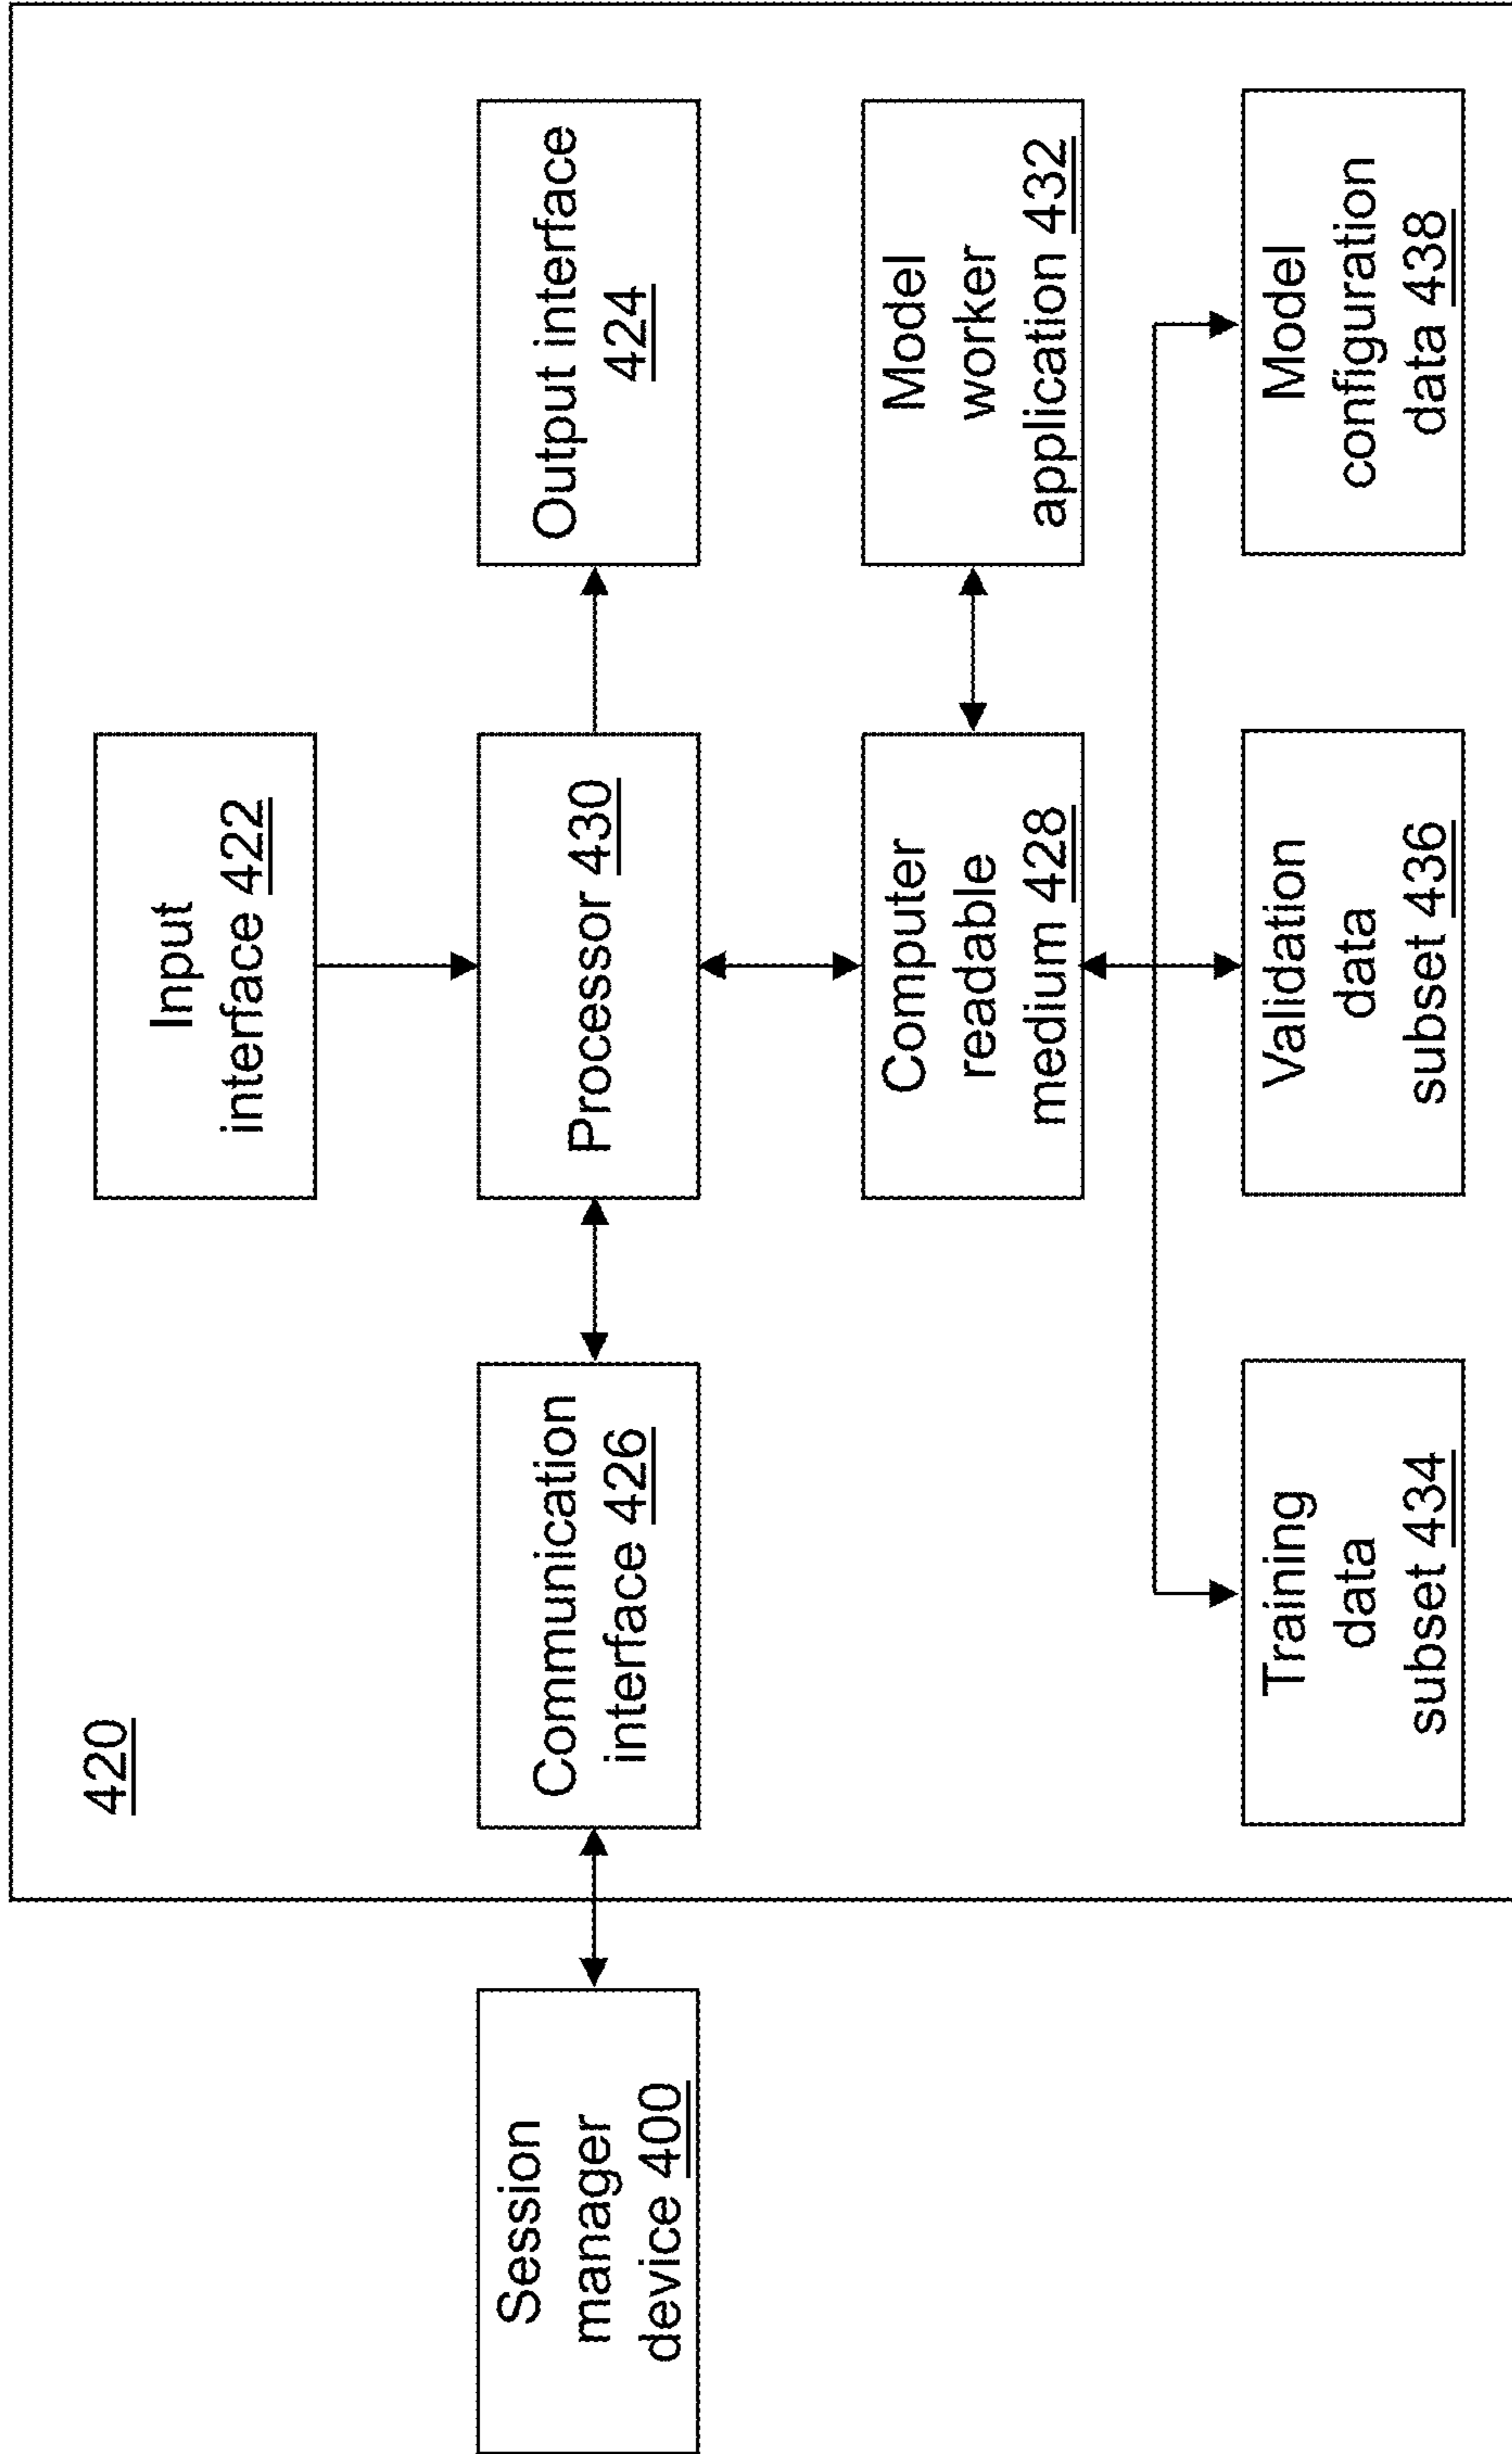 420
Input
interface 422
Session
manager
device 400
Communication
interface 426
Processor 430
Output interface
424
Computer
readable
medium 428
Model
worker
application 432
Training
data
subset 434
Validation
data
subset 436
Model
configuration
data 438